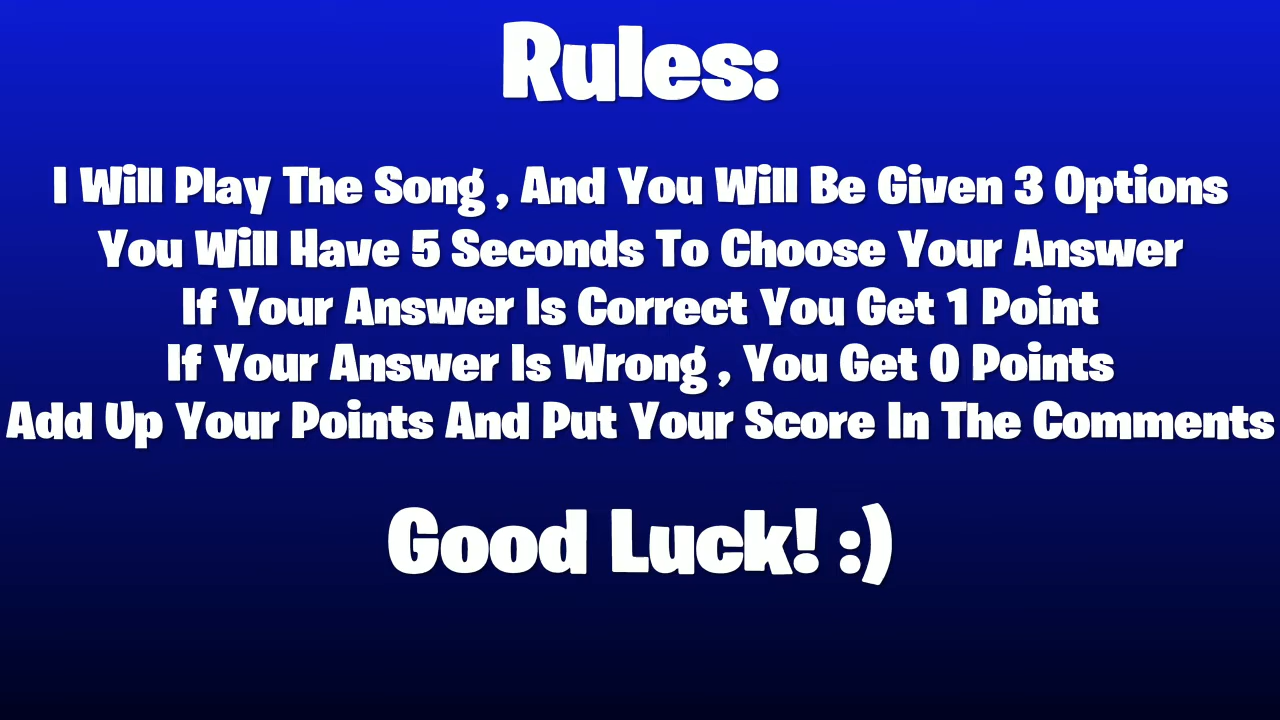 Rules:
I Will Play The Song , And You Will Be Given 3 Options
You Will Have 5 Seconds To Choose Your Answer
If Your Answer Is Correct You Get 1 Point
If Your Answer Is Wrong , You Get 0 Points
Add Up Your Points And Put Your Score In The Comments
Good Luck! :)